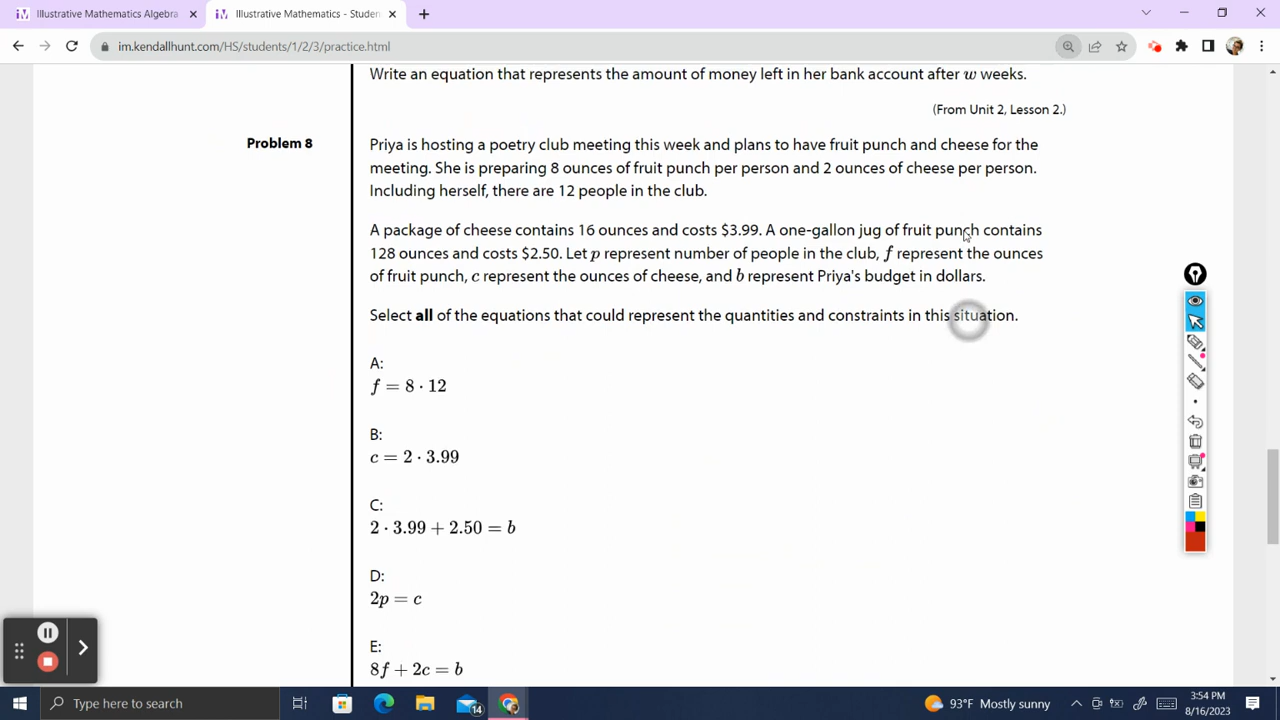 Illustrative Mathematics Algebra
Illustrative Mathematics - Studen
im.kendallhunt.com/HS/students/1/2/3/practice.html
Write an equation that represents the amount of money left in her bank account after w weeks.
(From Unit 2, Lesson 2.)
Problem 8
Priya is hosting a poetry club meeting this week and plans to have fruit punch and cheese for the
meeting. She is preparing 8 ounces of fruit punch per person and 2 ounces of cheese per person.
Including herself, there are 12 people in the club.
A package of cheese contains 16 ounces and costs $3.99. A one-gallon jug of fruit punch contains
128 ounces and costs $2.50. Let p represent number of people in the club, f represent the ounces
of fruit punch, c represent the ounces of cheese, and b represent Priya's budget in dollars.
Select all of the equations that could represent the quantities and constraints in this situation.
A:
f = 8 · 12
B:
c = 2 · 3.99
C:
2 · 3.99 + 2.50 = b
D:
2p = c
E:
8f + 2c = b
Type here to search
14
93°F Mostly sunny
3:54 PM
8/16/2023